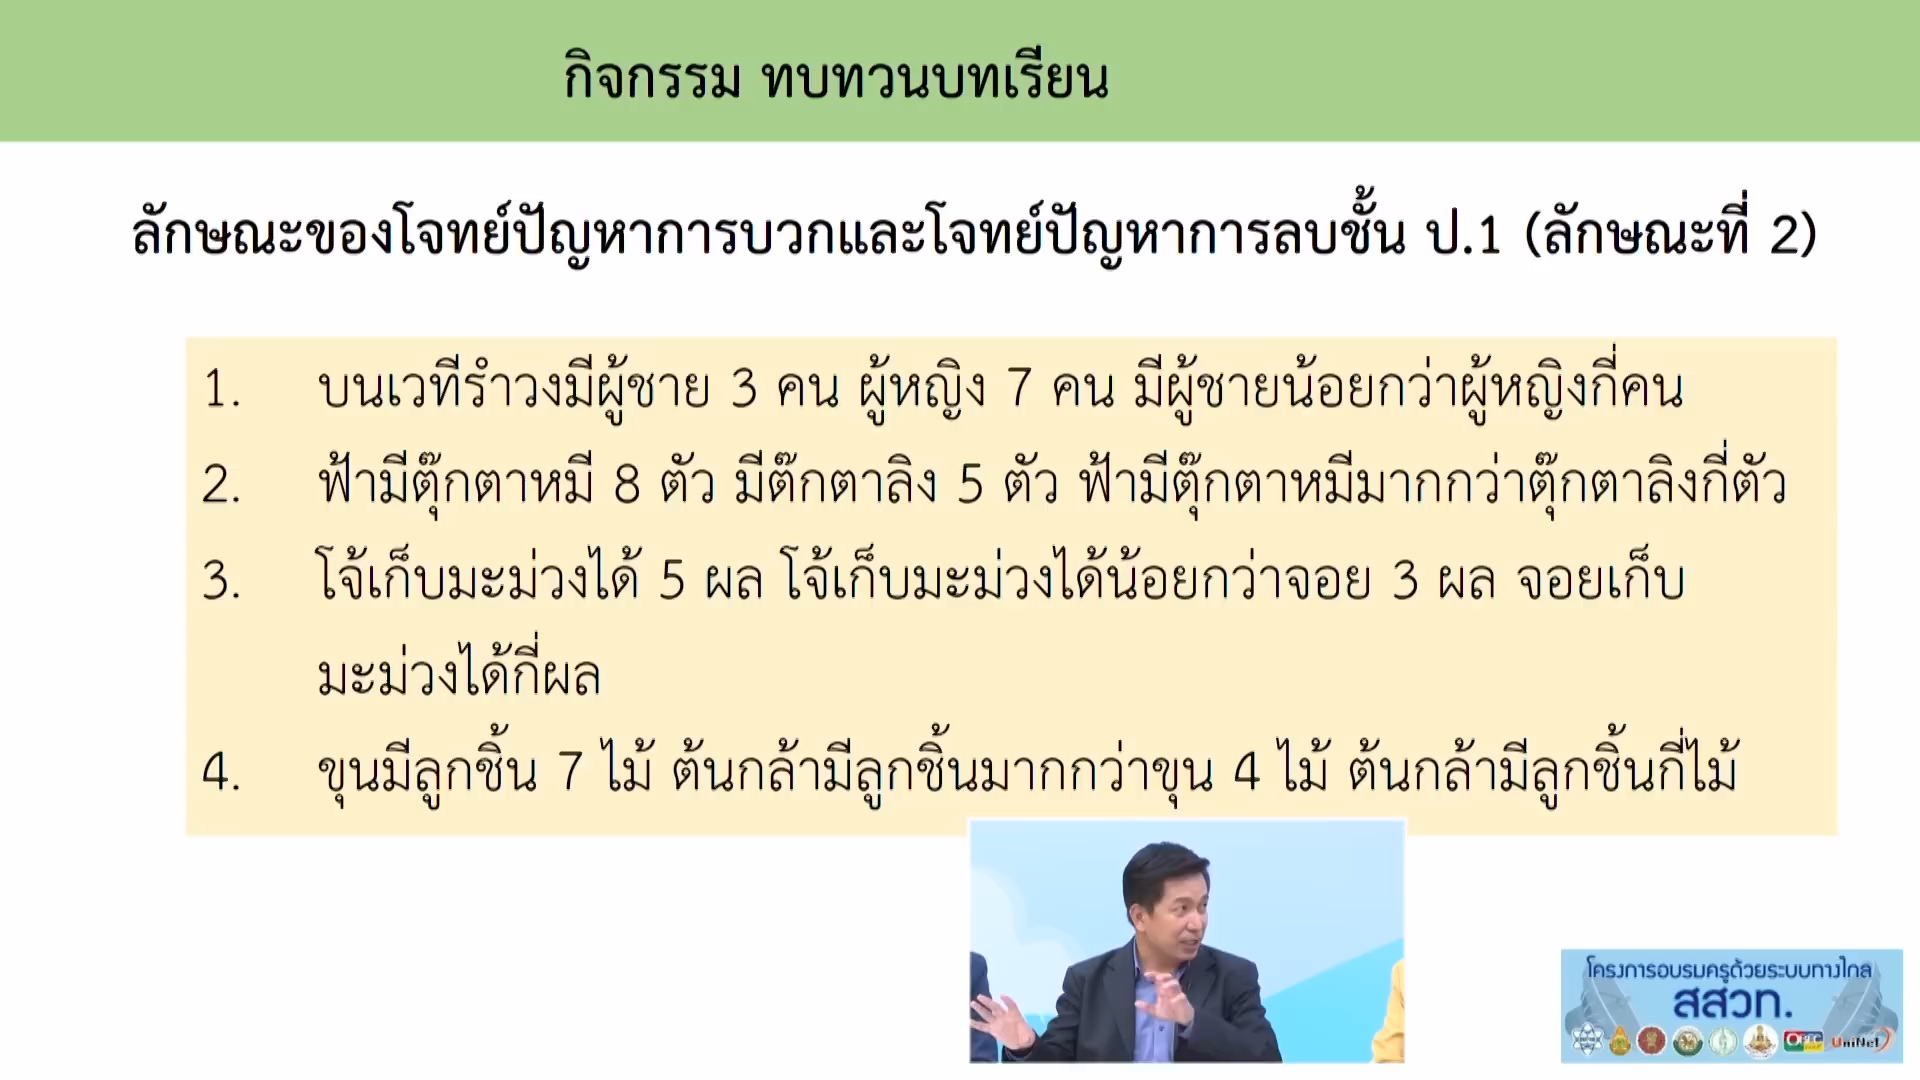 กิจกรรม ทบทวนบทเรียน
ลักษณะของโจทย์ปัญหาการบวกและโจทย์ปัญหาการลบชั้น ป.1 (ลักษณะที่ 2)
1. บนเวทีรำวงมีผู้ชาย 3 คน ผู้หญิง 7 คน มีผู้ชายน้อยกว่าผู้หญิงกี่คน
2. ฟ้ามีตุ๊กตาหมี 8 ตัว มีต๊กตาลิง 5 ตัว ฟ้ามีตุ๊กตาหมีมากกว่าตุ๊กตาลิงกี่ตัว
3. โจ้เก็บมะม่วงได้ 5 ผล โจ้เก็บมะม่วงได้น้อยกว่าจอย 3 ผล จอยเก็บ
มะม่วงได้กี่ผล
4. ขุนมีลูกชิ้น 7 ไม้ ต้นกล้ามีลูกชิ้นมากกว่าขุน 4 ไม้ ต้นกล้ามีลูกชิ้นกี่ไม้
โครงการอบรมครูด้วยระบบทางไกล
สสวท.
UniNet